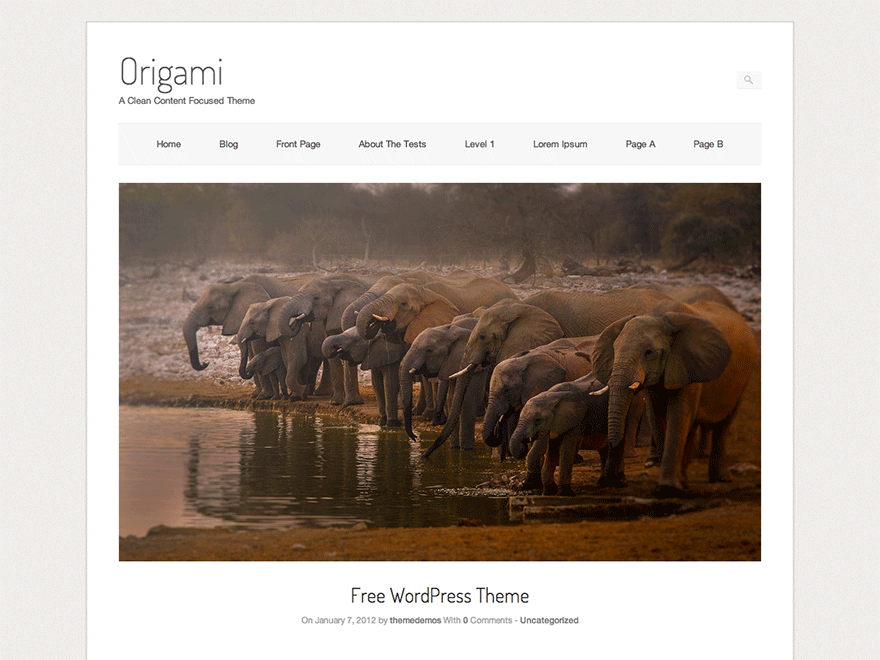 Origami
A Clean Content Focused Theme
Home Blog Front Page About The Tests Level 1 Lorem Ipsum Page A Page B
Free WordPress Theme
On January 7, 2012 by themedemos With 0 Comments - Uncategorized